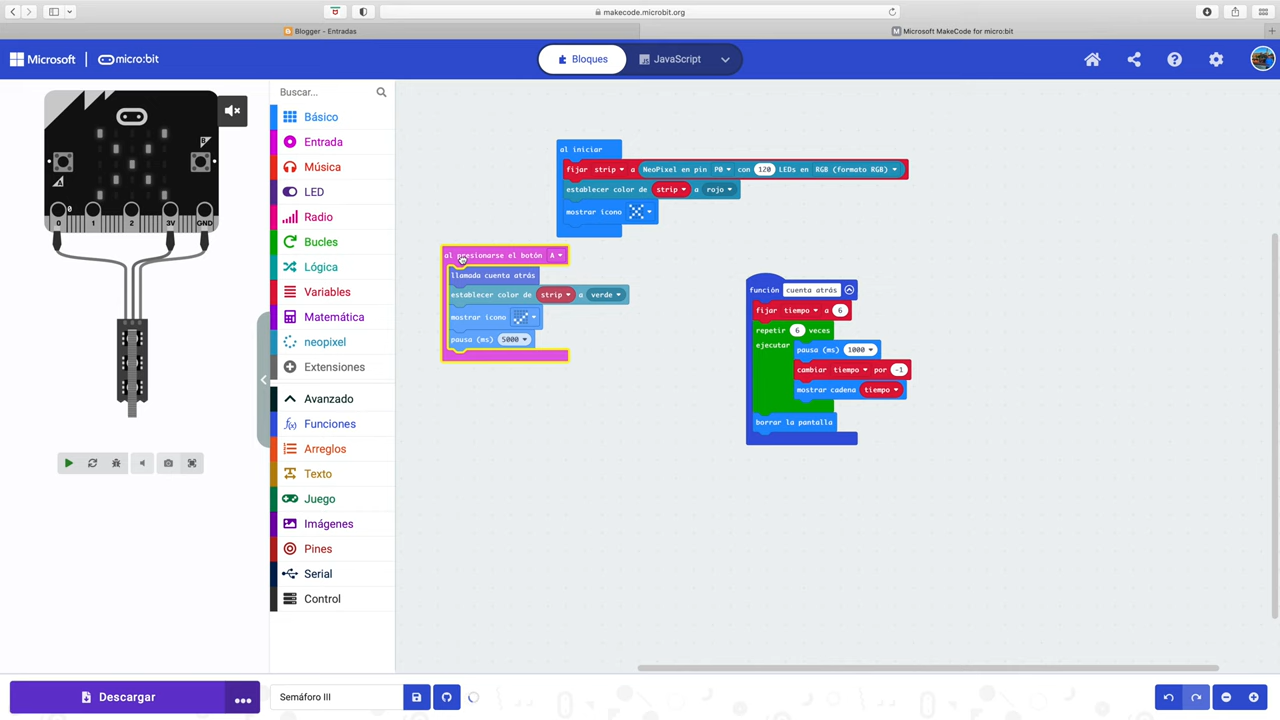 makecode.microbit.org
Blogger - Entradas
Microsoft MakeCode for micro:bit
Microsoft
micro:bit
Bloques
JavaScript
A
B
0
1
2
3V
GND
Buscar...
Básico
Entrada
Música
LED
Radio
Bucles
Lógica
Variables
Matemática
neopixel
Extensiones
Avanzado
Funciones
Arreglos
Texto
Juego
Imágenes
Pines
Serial
Control
al iniciar
fijar strip a NeoPixel en pin P0 con 120 LEDs en RGB (formato RGB)
establecer color de strip a rojo
mostrar icono
al presionarse el botón A
llamada cuenta atrás
establecer color de strip a verde
mostrar icono
pausa (ms) 5000
función cuenta atrás
fijar tiempo a 6
repetir 6 veces
ejecutar
pausa (ms) 1000
cambiar tiempo por -1
mostrar cadena tiempo
borrar la pantalla
Descargar
Semáforo III